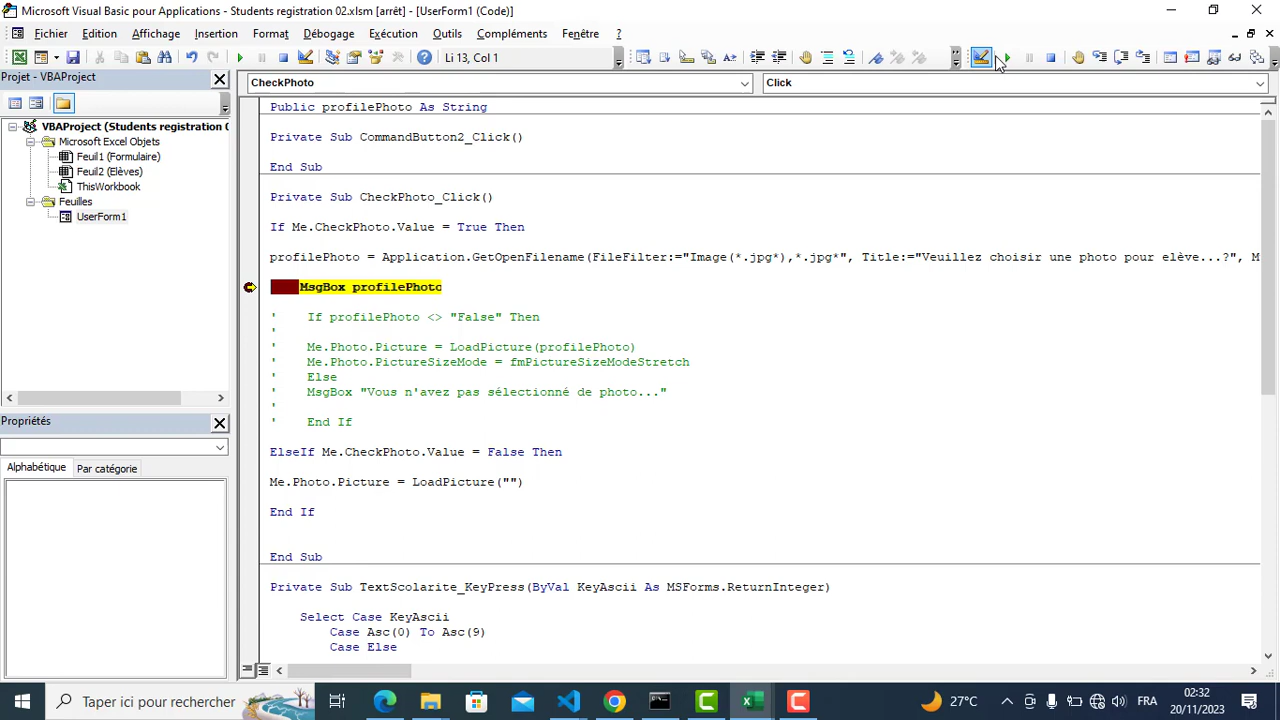 Microsoft Visual Basic pour Applications - Students registration 02.xlsm [arrêt] - [UserForm1 (Code)]
Fichier Edition Affichage Insertion Format Débogage Exécution Outils Compléments Fenêtre ?
Li 13, Col 1
Projet - VBAProject
CheckPhoto
Click
VBAProject (Students registration 0
Microsoft Excel Objets
Feuil1 (Formulaire)
Feuil2 (Elèves)
ThisWorkbook
Feuilles
UserForm1
Propriétés
Alphabétique
Par catégorie
Public profilePhoto As String
Private Sub CommandButton2_Click()
End Sub
Private Sub CheckPhoto_Click()
If Me.CheckPhoto.Value = True Then
profilePhoto = Application.GetOpenFilename(FileFilter:="Image(*.jpg*),*.jpg*", Title:="Veuillez choisir une photo pour elève...?", M
MsgBox profilePhoto
' If profilePhoto <> "False" Then
'
' Me.Photo.Picture = LoadPicture(profilePhoto)
' Me.Photo.PictureSizeMode = fmPictureSizeModeStretch
' Else
' MsgBox "Vous n'avez pas sélectionné de photo..."
'
' End If
ElseIf Me.CheckPhoto.Value = False Then
Me.Photo.Picture = LoadPicture("")
End If
End Sub
Private Sub TextScolarite_KeyPress(ByVal KeyAscii As MSForms.ReturnInteger)
Select Case KeyAscii
Case Asc(0) To Asc(9)
Case Else
Taper ici pour rechercher
27°C
FRA
02:32
20/11/2023